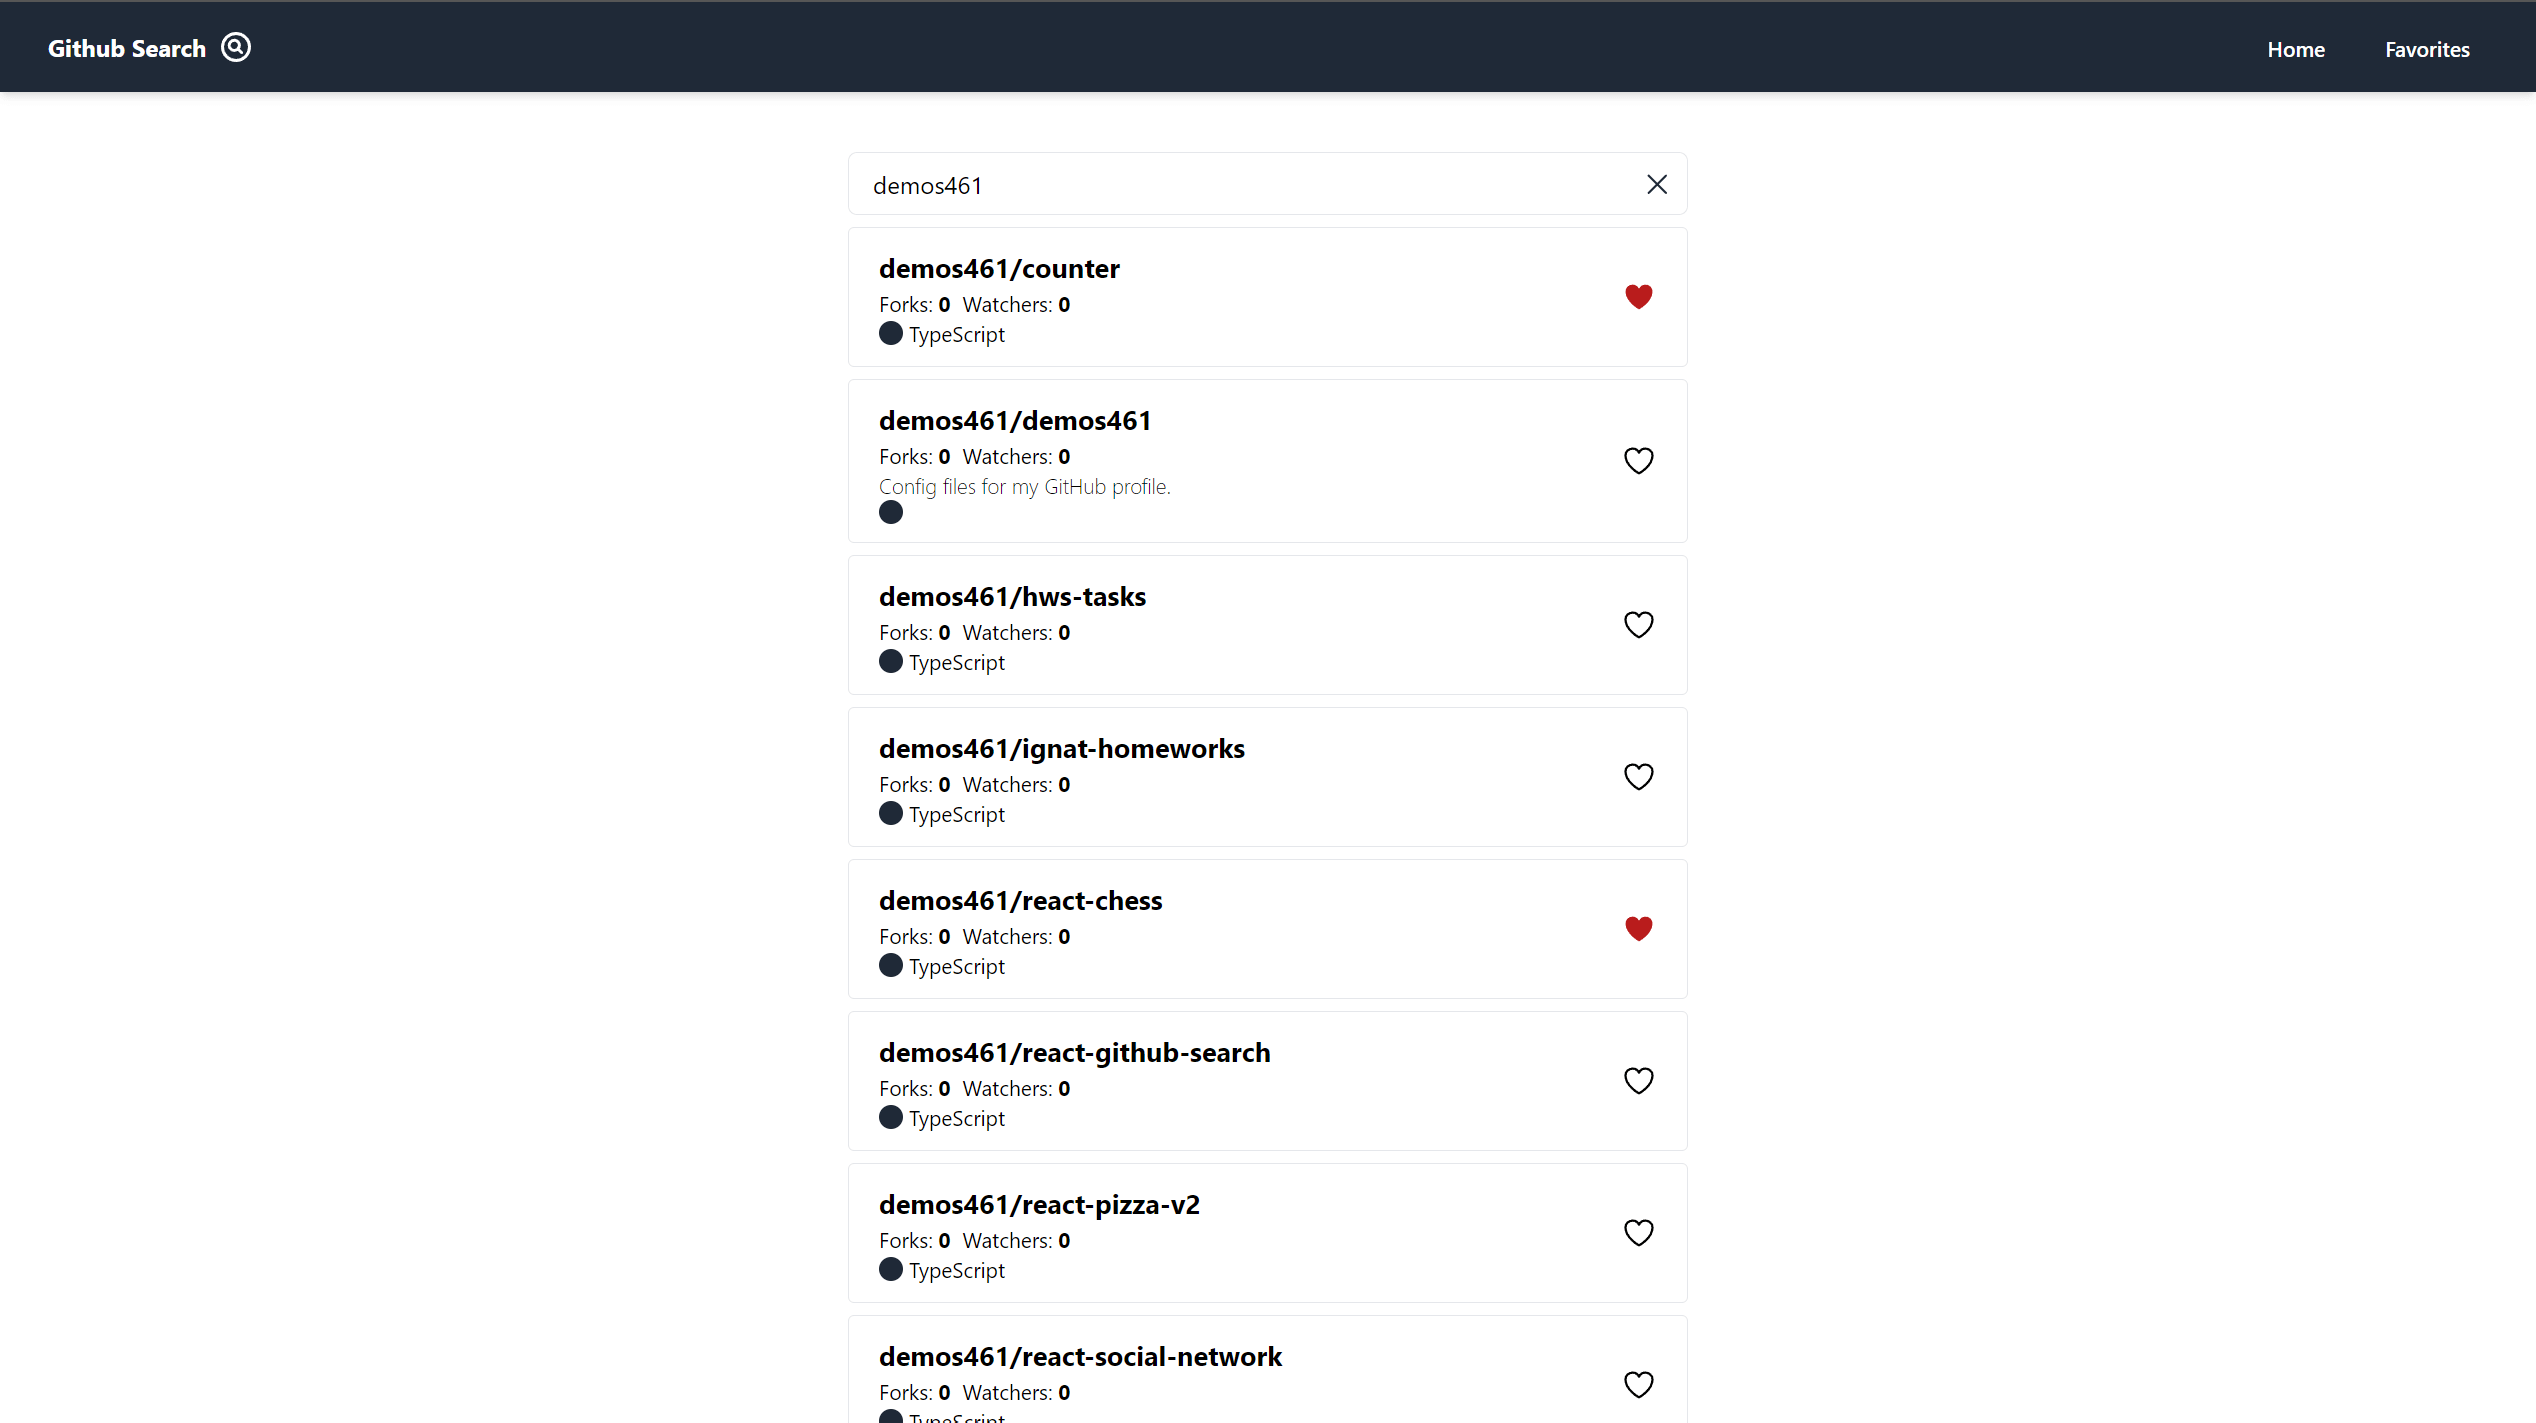 Github Search
Home Favorites
demos461
demos461/counter
Forks: 0 Watchers: 0
TypeScript
demos461/demos461
Forks: 0 Watchers: 0
Config files for my GitHub profile.
demos461/hws-tasks
Forks: 0 Watchers: 0
TypeScript
demos461/ignat-homeworks
Forks: 0 Watchers: 0
TypeScript
demos461/react-chess
Forks: 0 Watchers: 0
TypeScript
demos461/react-github-search
Forks: 0 Watchers: 0
TypeScript
demos461/react-pizza-v2
Forks: 0 Watchers: 0
TypeScript
demos461/react-social-network
Forks: 0 Watchers: 0
TypeScript